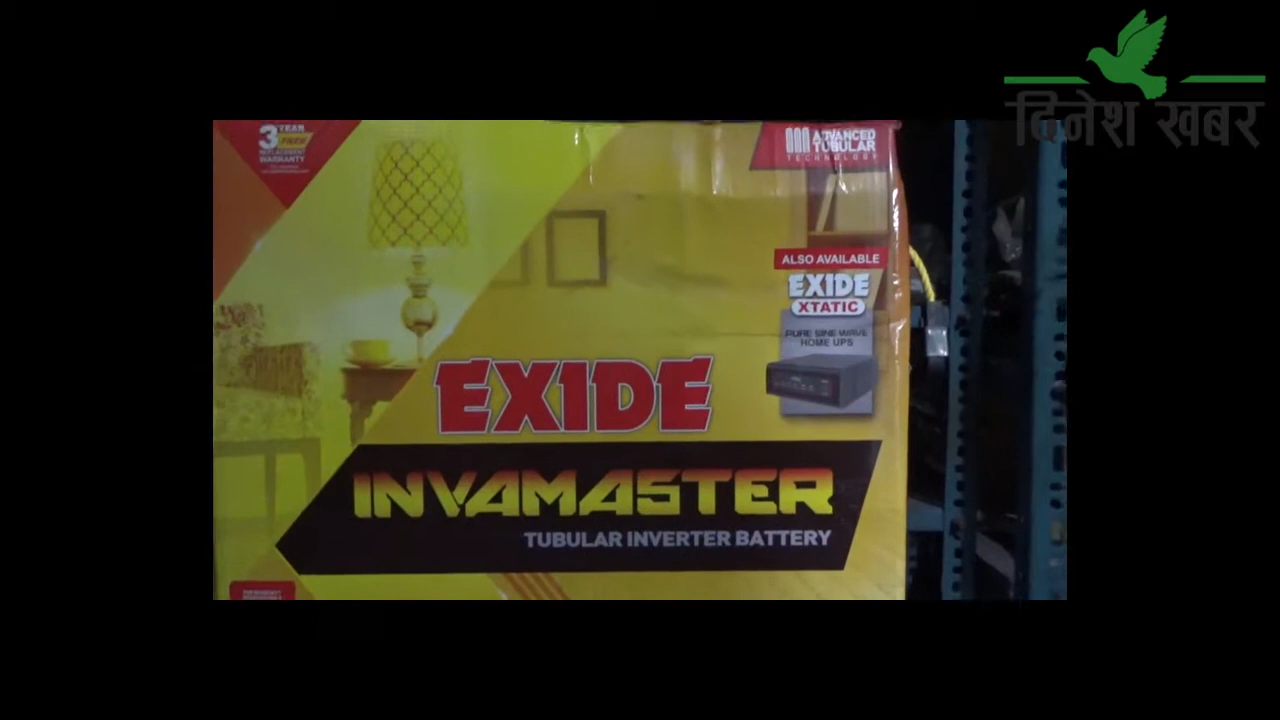 दिनेश खबर
3 YEAR
FREE
REPLACEMENT
WARRANTY
ADVANCED
TUBULAR
TECHNOLOGY
ALSO AVAILABLE
EXIDE
XTATIC
PURE SINE WAVE
HOME UPS
EXIDE
INVAMASTER
TUBULAR INVERTER BATTERY